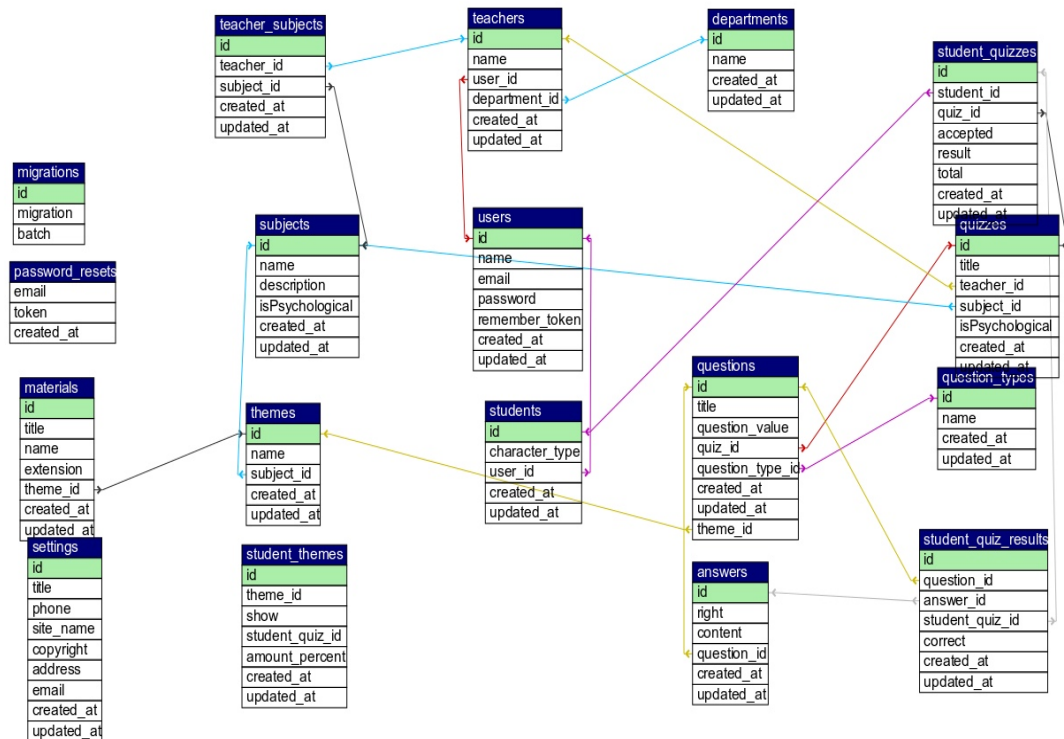 teacher_subjects
id
teacher_id
subject_id
created_at
updated_at
teachers
id
name
user_id
department_id
created_at
updated_at
departments
id
name
created_at
updated_at
student_quizzes
id
student_id
quiz_id
accepted
result
total
created_at
updated_at
migrations
id
migration
batch
password_resets
email
token
created_at
subjects
id
name
description
isPsychological
created_at
updated_at
users
id
name
email
password
remember_token
created_at
updated_at
quizzes
id
title
teacher_id
subject_id
isPsychological
created_at
updated_at
materials
id
title
name
extension
theme_id
created_at
updated_at
themes
id
name
subject_id
created_at
updated_at
students
id
character_type
user_id
created_at
updated_at
questions
id
title
question_value
quiz_id
question_type_id
created_at
updated_at
theme_id
question_types
id
name
created_at
updated_at
settings
id
title
phone
site_name
copyright
address
email
created_at
updated_at
student_themes
id
theme_id
show
student_quiz_id
amount_percent
created_at
updated_at
answers
id
right
content
question_id
created_at
updated_at
student_quiz_results
id
question_id
answer_id
student_quiz_id
correct
created_at
updated_at